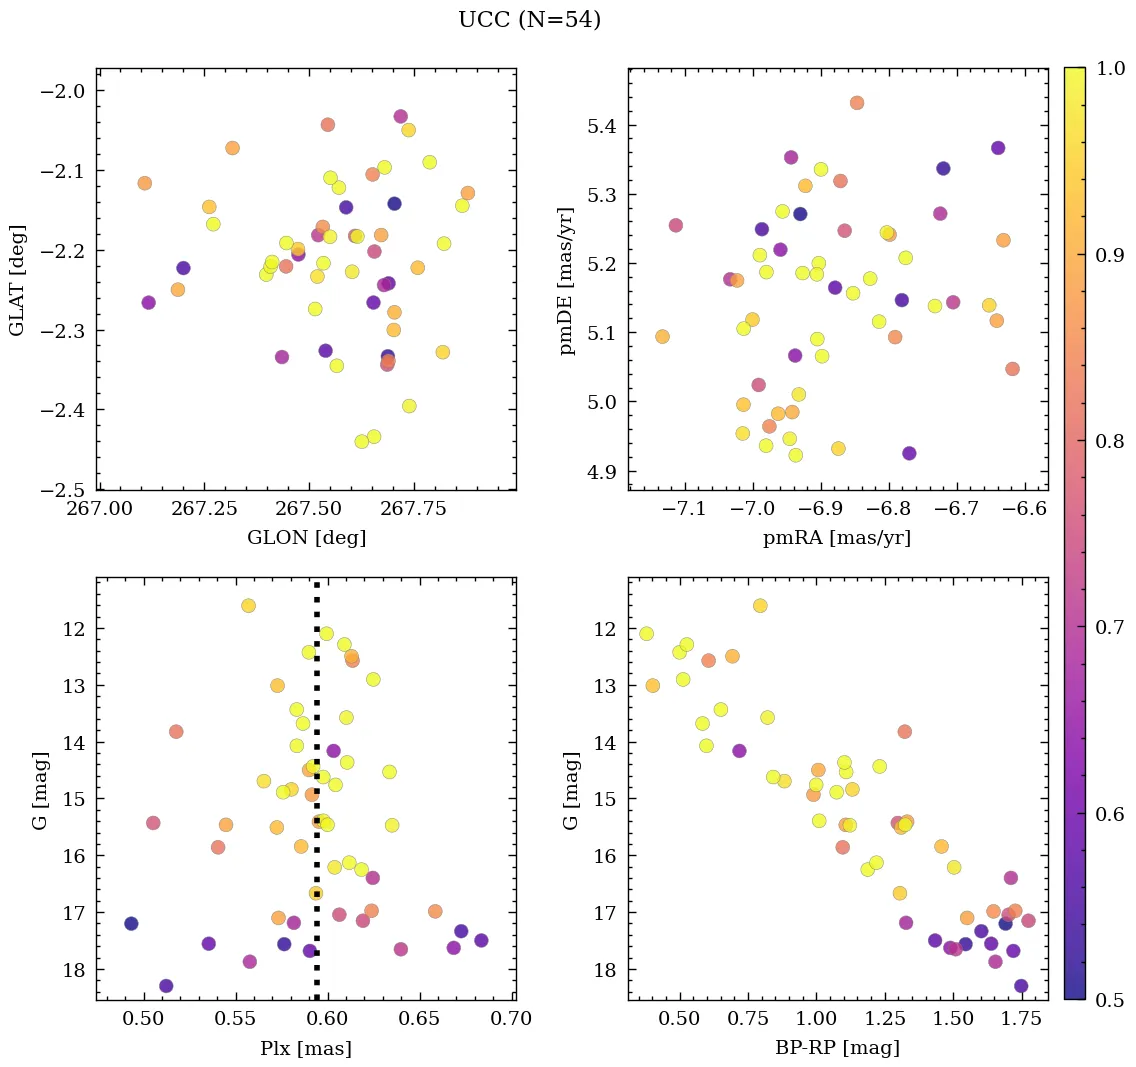 UCC (N=54)
−2.0
−2.1
−2.2
−2.3
−2.4
−2.5
GLAT [deg]
267.00 267.25 267.50 267.75
GLON [deg]
5.4
5.3
5.2
5.1
5.0
4.9
pmDE [mas/yr]
−7.1 −7.0 −6.9 −6.8 −6.7 −6.6
pmRA [mas/yr]
12
13
14
15
16
17
18
G [mag]
0.50 0.55 0.60 0.65 0.70
Plx [mas]
12
13
14
15
16
17
18
G [mag]
0.50 0.75 1.00 1.25 1.50 1.75
BP-RP [mag]
1.0
0.9
0.8
0.7
0.6
0.5